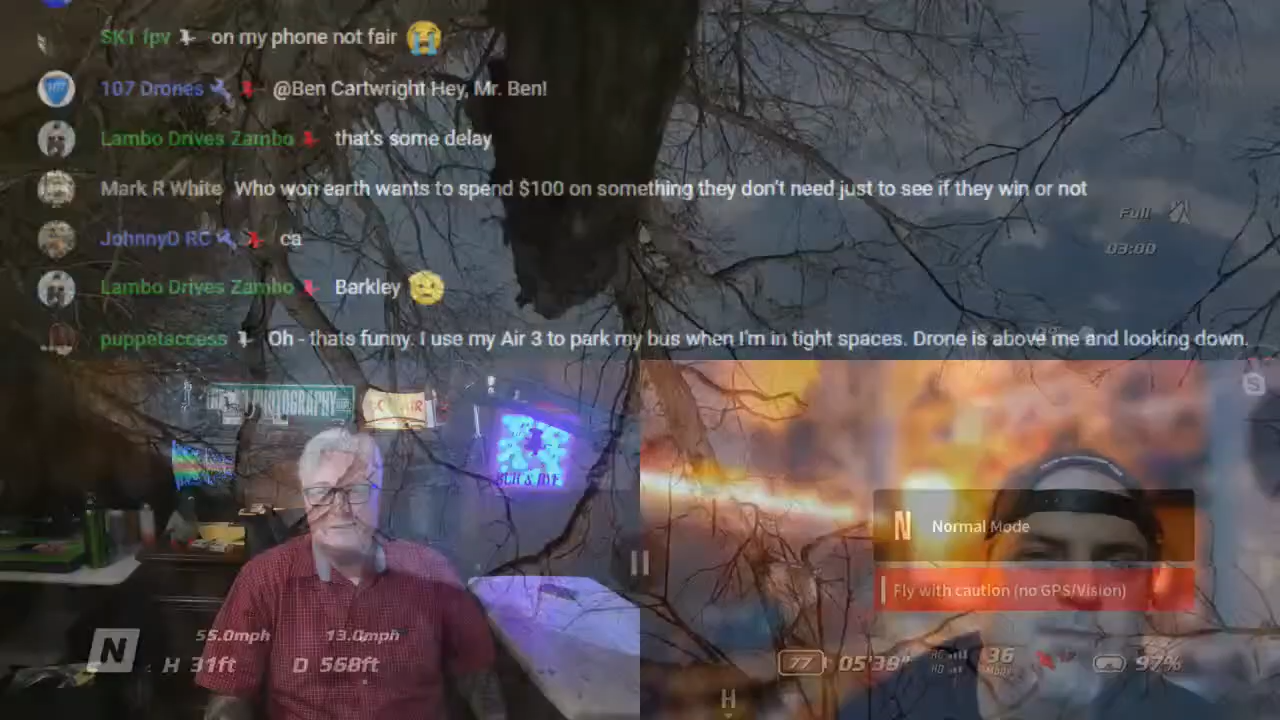 SK1 fpv on my phone not fair 😭
107 Drones @Ben Cartwright Hey, Mr. Ben!
Lambo Drives Zambo that's some delay
Mark R White Who won earth wants to spend $100 on something they don't need just to see if they win or not
Full
JohnnyD RC ca
03:00
Lambo Drives Zambo Barkley
puppetaccess Oh - thats funny. I use my Air 3 to park my bus when I'm in tight spaces. Drone is above me and looking down.
PHOTOGRAPHY
N Normal Mode
Fly with caution (no GPS/Vision)
N
55.0mph 13.0mph
H 31ft D 568ft
77 05'39" 36 Mbps 97%
H